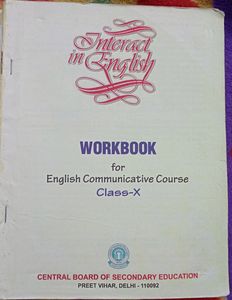 Interact
in
English
WORKBOOK
for
English Communicative Course
Class-X
CENTRAL BOARD OF SECONDARY EDUCATION
PREET VIHAR, DELHI - 110092